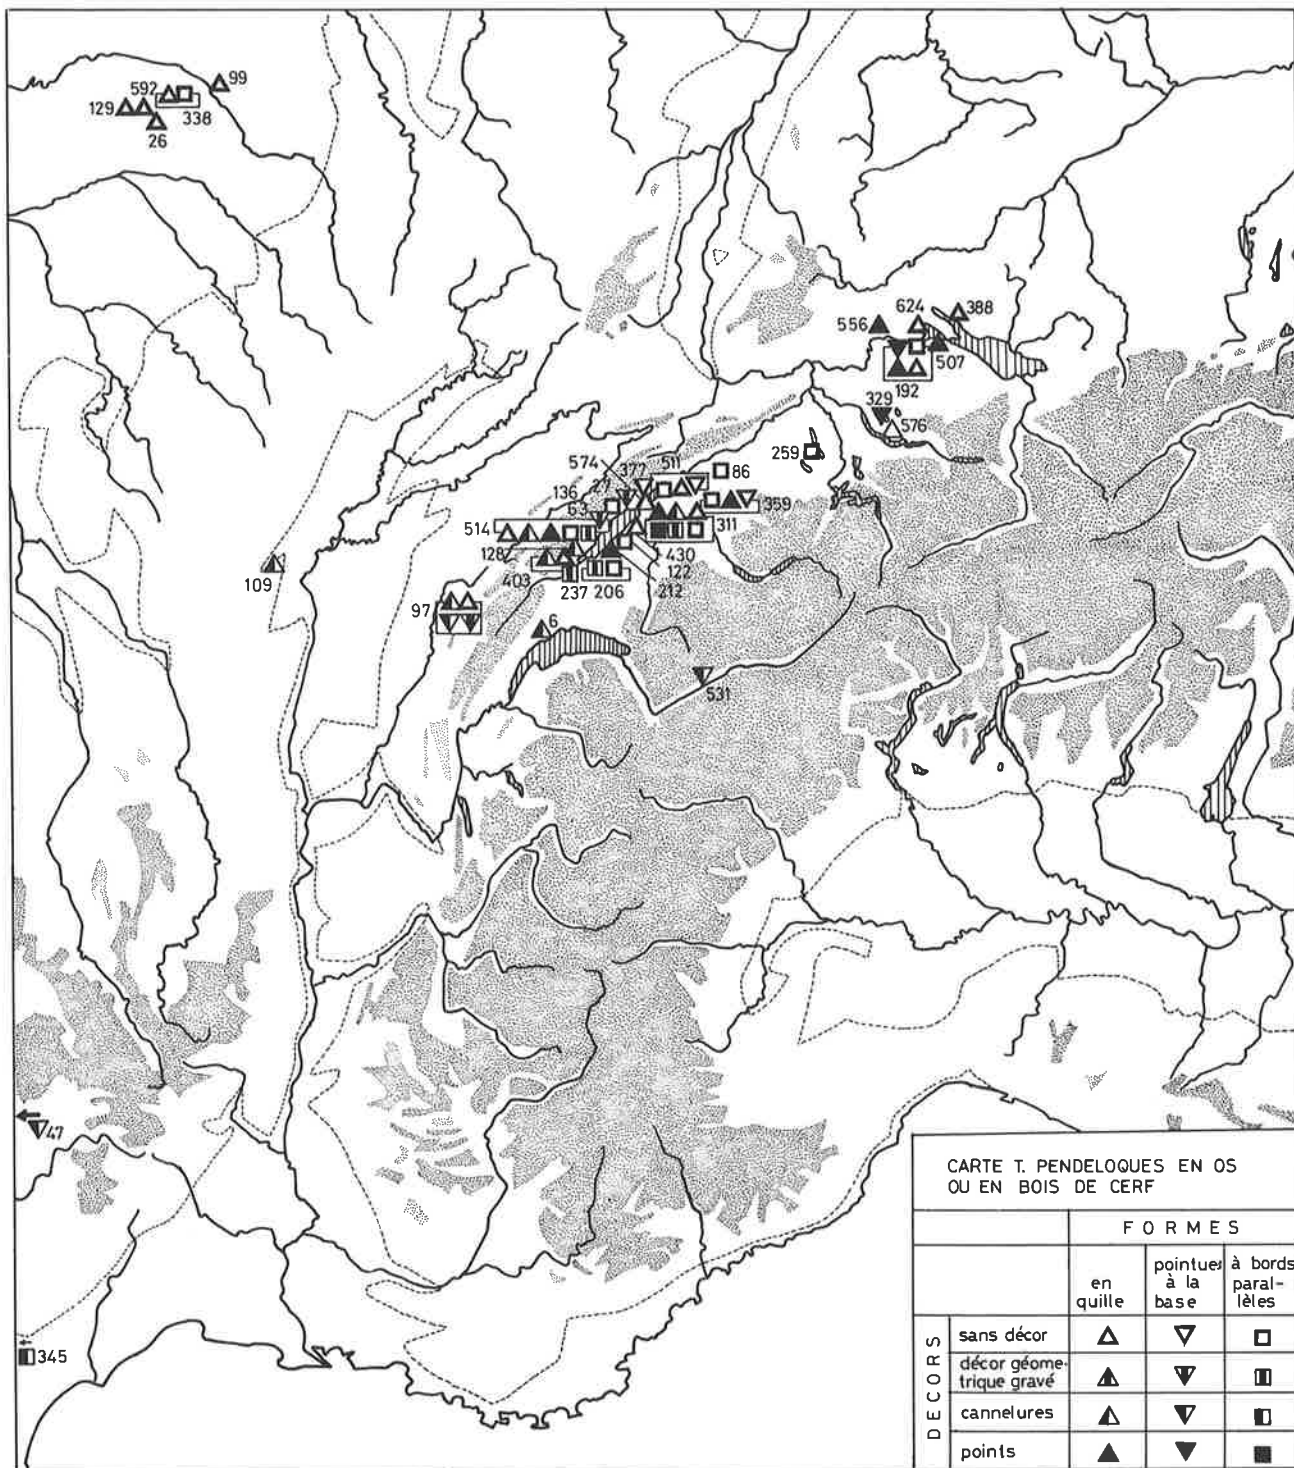 99
592
129
338
26
624
388
556
507
192
329
576
259
574
377
511
86
136
27
63
359
514
311
128
430
122
403
237
206
212
109
97
6
531
47
345
CARTE T. PENDELOQUES EN OS
OU EN BOIS DE CERF
FORMES
en
quille
pointues
à la
base
à bords
paral-
lèles
DECORS
sans décor
décor géome-
trique gravé
cannelures
points